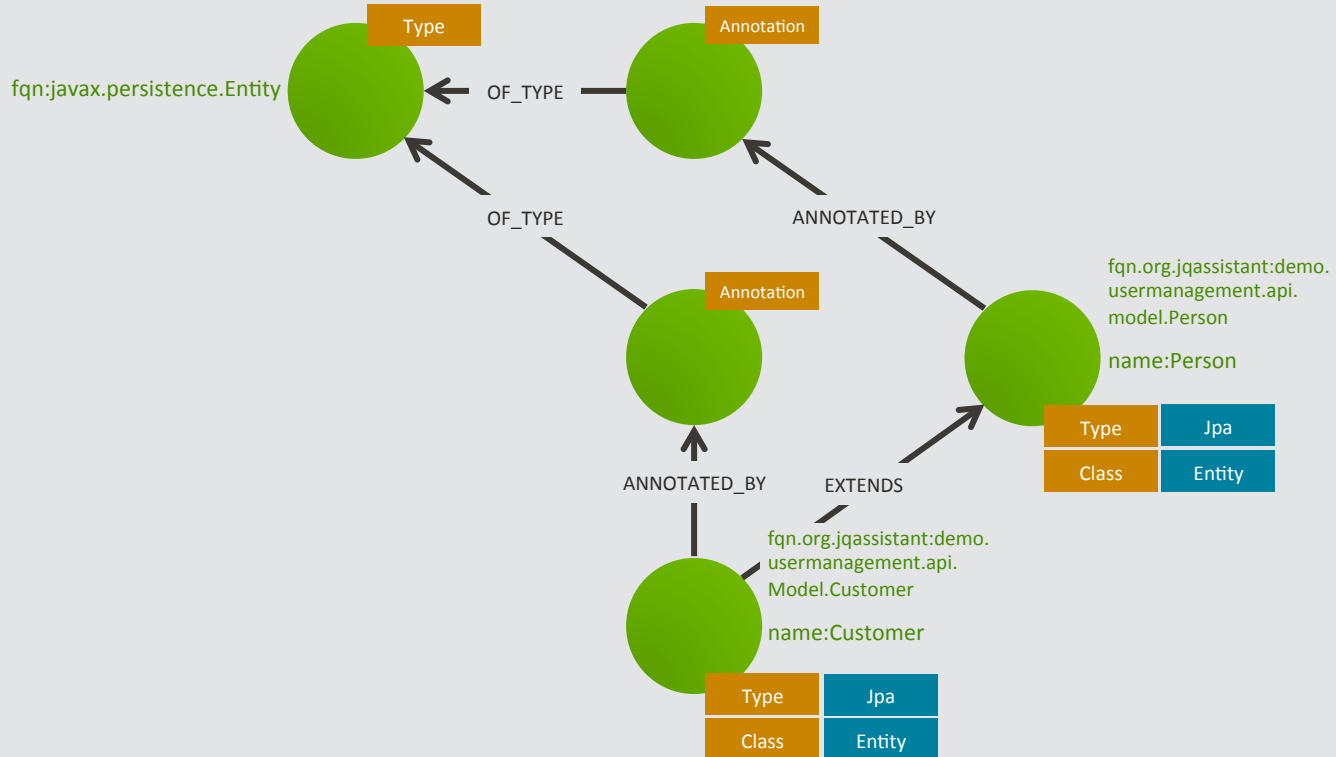 Type
Annotation
fqn:javax.persistence.Entity
OF_TYPE
OF_TYPE
ANNOTATED_BY
Annotation
fqn.org.jqassistant:demo.
usermanagement.api.
model.Person
name:Person
Type
Jpa
Class
Entity
ANNOTATED_BY
EXTENDS
fqn.org.jqassistant:demo.
usermanagement.api.
Model.Customer
name:Customer
Type
Jpa
Class
Entity